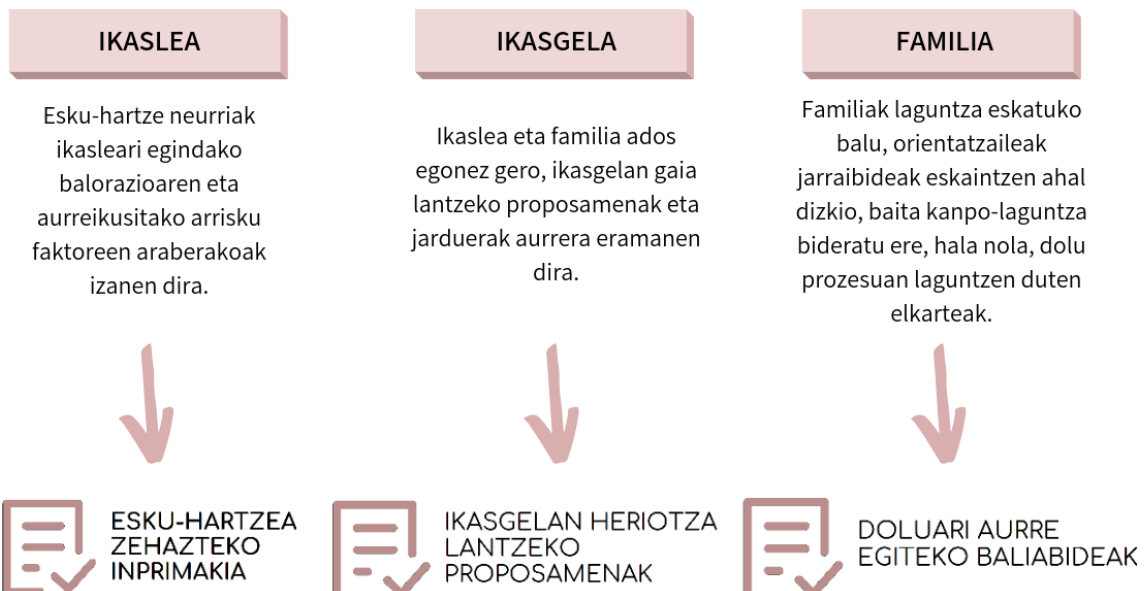 IKASLEA
Esku-hartze neurriak
ikasleari egindako
balorazioaren eta
aurreikusitako arrisku
faktoreen araberakoak
izanen dira.
ESKU-HARTZEA
ZEHAZTEKO
INPRIMAKIA
IKASGELA
Ikaslea eta familia ados
egonez gero, ikasgelan gaia
lantzeko proposamenak eta
jarduerak aurrera eramanen
dira.
IKASGELAN HERIOTZA
LANTZEKO
PROPOSAMENAK
FAMILIA
Familiak laguntza eskatuko
balu, orientatzaileak
jarraibideak eskaintzen ahal
dizkio, baita kanpo-laguntza
bideratu ere, hala nola, dolu
prozesuan laguntzen duten
elkarteak.
DOLUARI AURRE
EGITEKO BALIABIDEAK